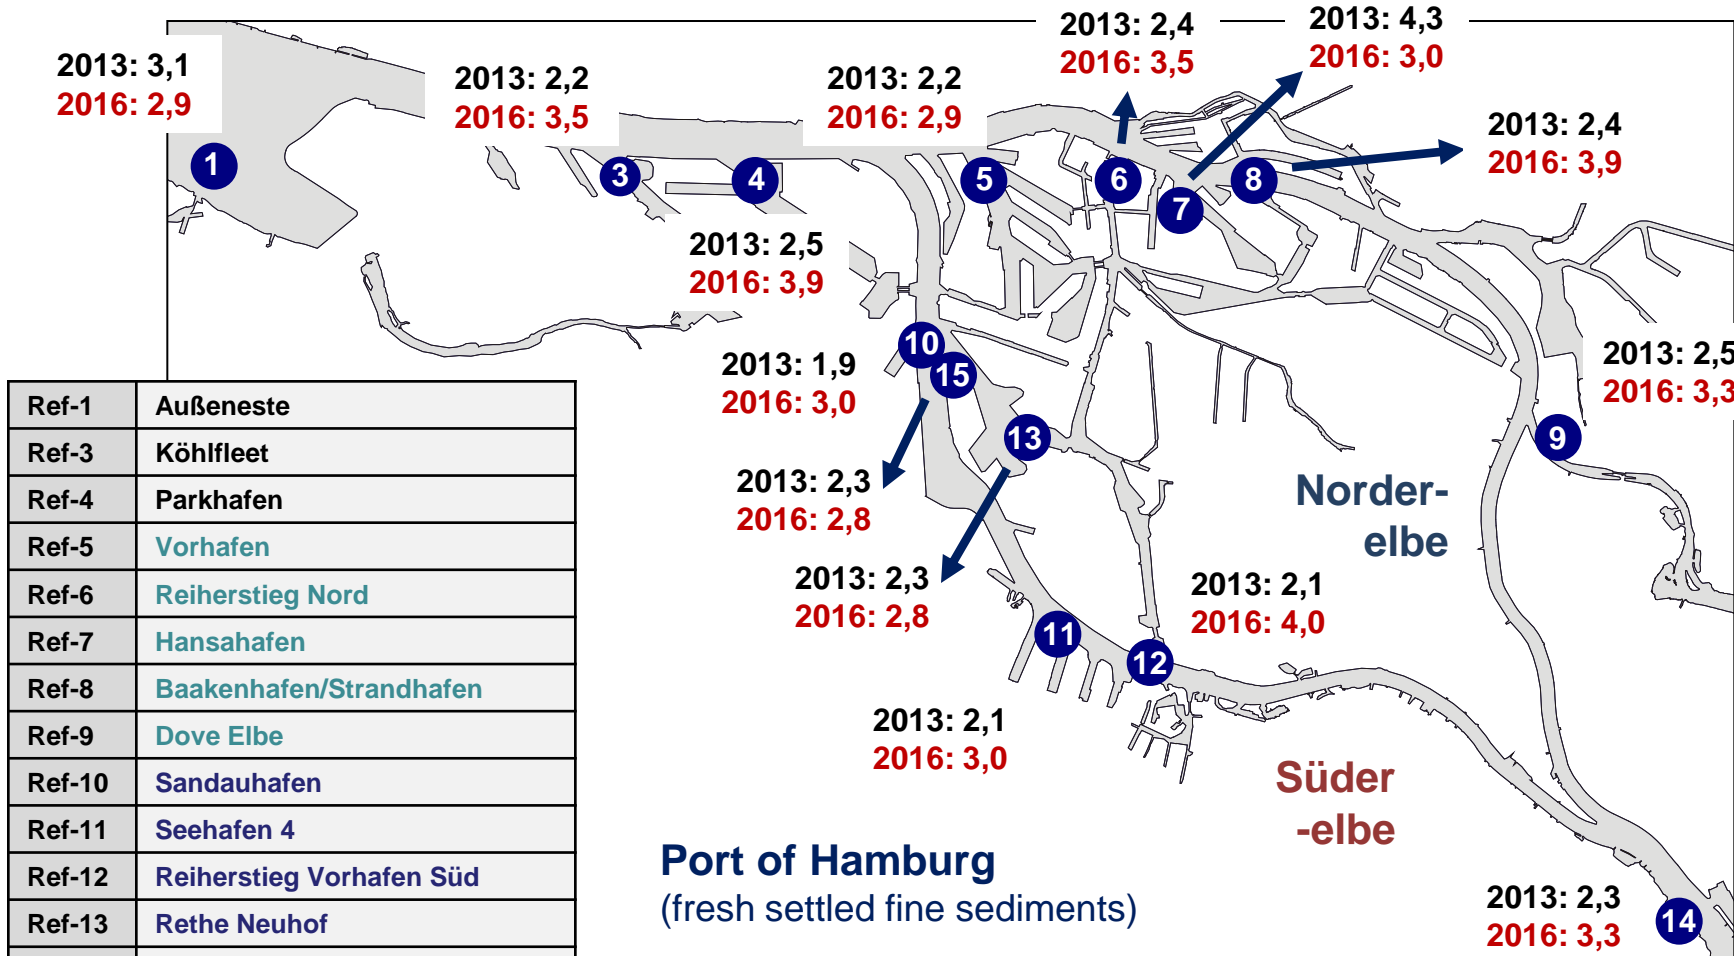 2013: 2,4
2016: 3,5
2013: 4,3
2016: 3,0
2013: 3,1
2016: 2,9
2013: 2,2
2016: 3,5
2013: 2,2
2016: 2,9
2013: 2,4
2016: 3,9
1
3
4
5
6
7
8
2013: 2,5
2016: 3,9
10
15
2013: 1,9
2016: 3,0
2013: 2,5
2016: 3,3
13
9
2013: 2,3
2016: 2,8
Norder-
elbe
2013: 2,3
2016: 2,8
2013: 2,1
2016: 4,0
11
12
2013: 2,1
2016: 3,0
Süder
-elbe
2013: 2,3
2016: 3,3
14
Ref-1 Außeneste
Ref-3 Köhlfleet
Ref-4 Parkhafen
Ref-5 Vorhafen
Ref-6 Reiherstieg Nord
Ref-7 Hansahafen
Ref-8 Baakenhafen/Strandhafen
Ref-9 Dove Elbe
Ref-10 Sandauhafen
Ref-11 Seehafen 4
Ref-12 Reiherstieg Vorhafen Süd
Ref-13 Rethe Neuhof
Port of Hamburg
(fresh settled fine sediments)